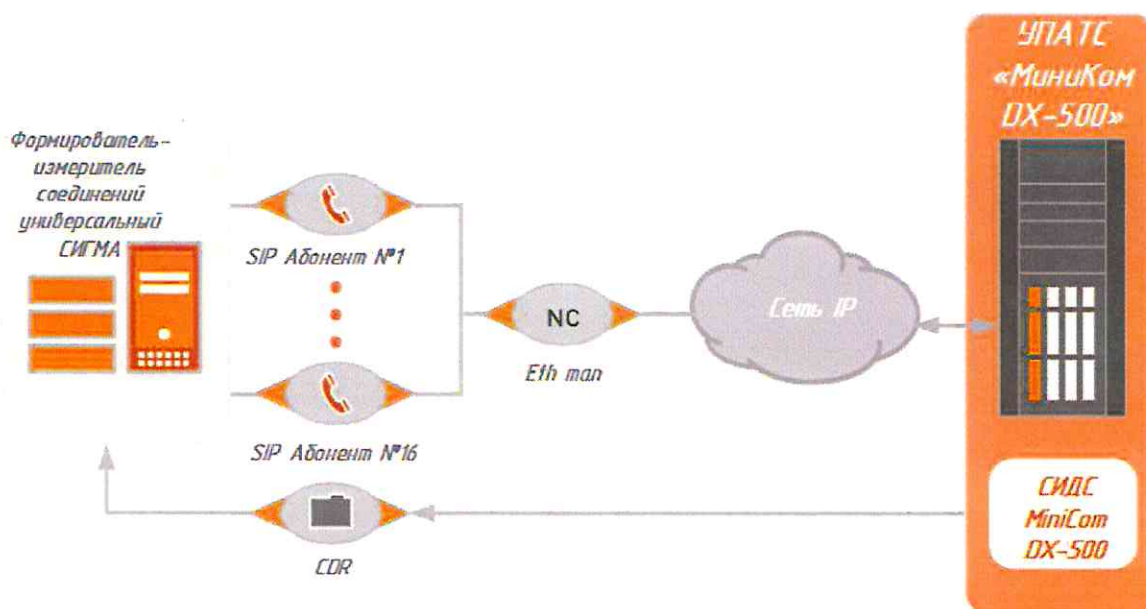 Формирователь-
измеритель
соединений
универсальный
СИГМА
SIP Абонент №1
SIP Абонент №16
CDR
NC
Eth man
Сеть IP
УПАТС
«МиниКом
DX-500»
СИДС
MiniCom
DX-500